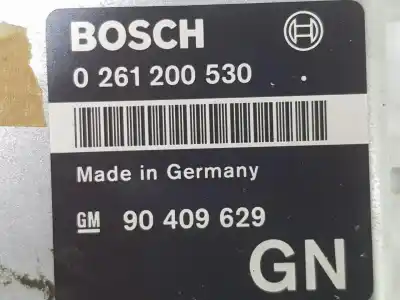 BOSCH
0 261 200 530
Made in Germany
GM 90 409 629
GN